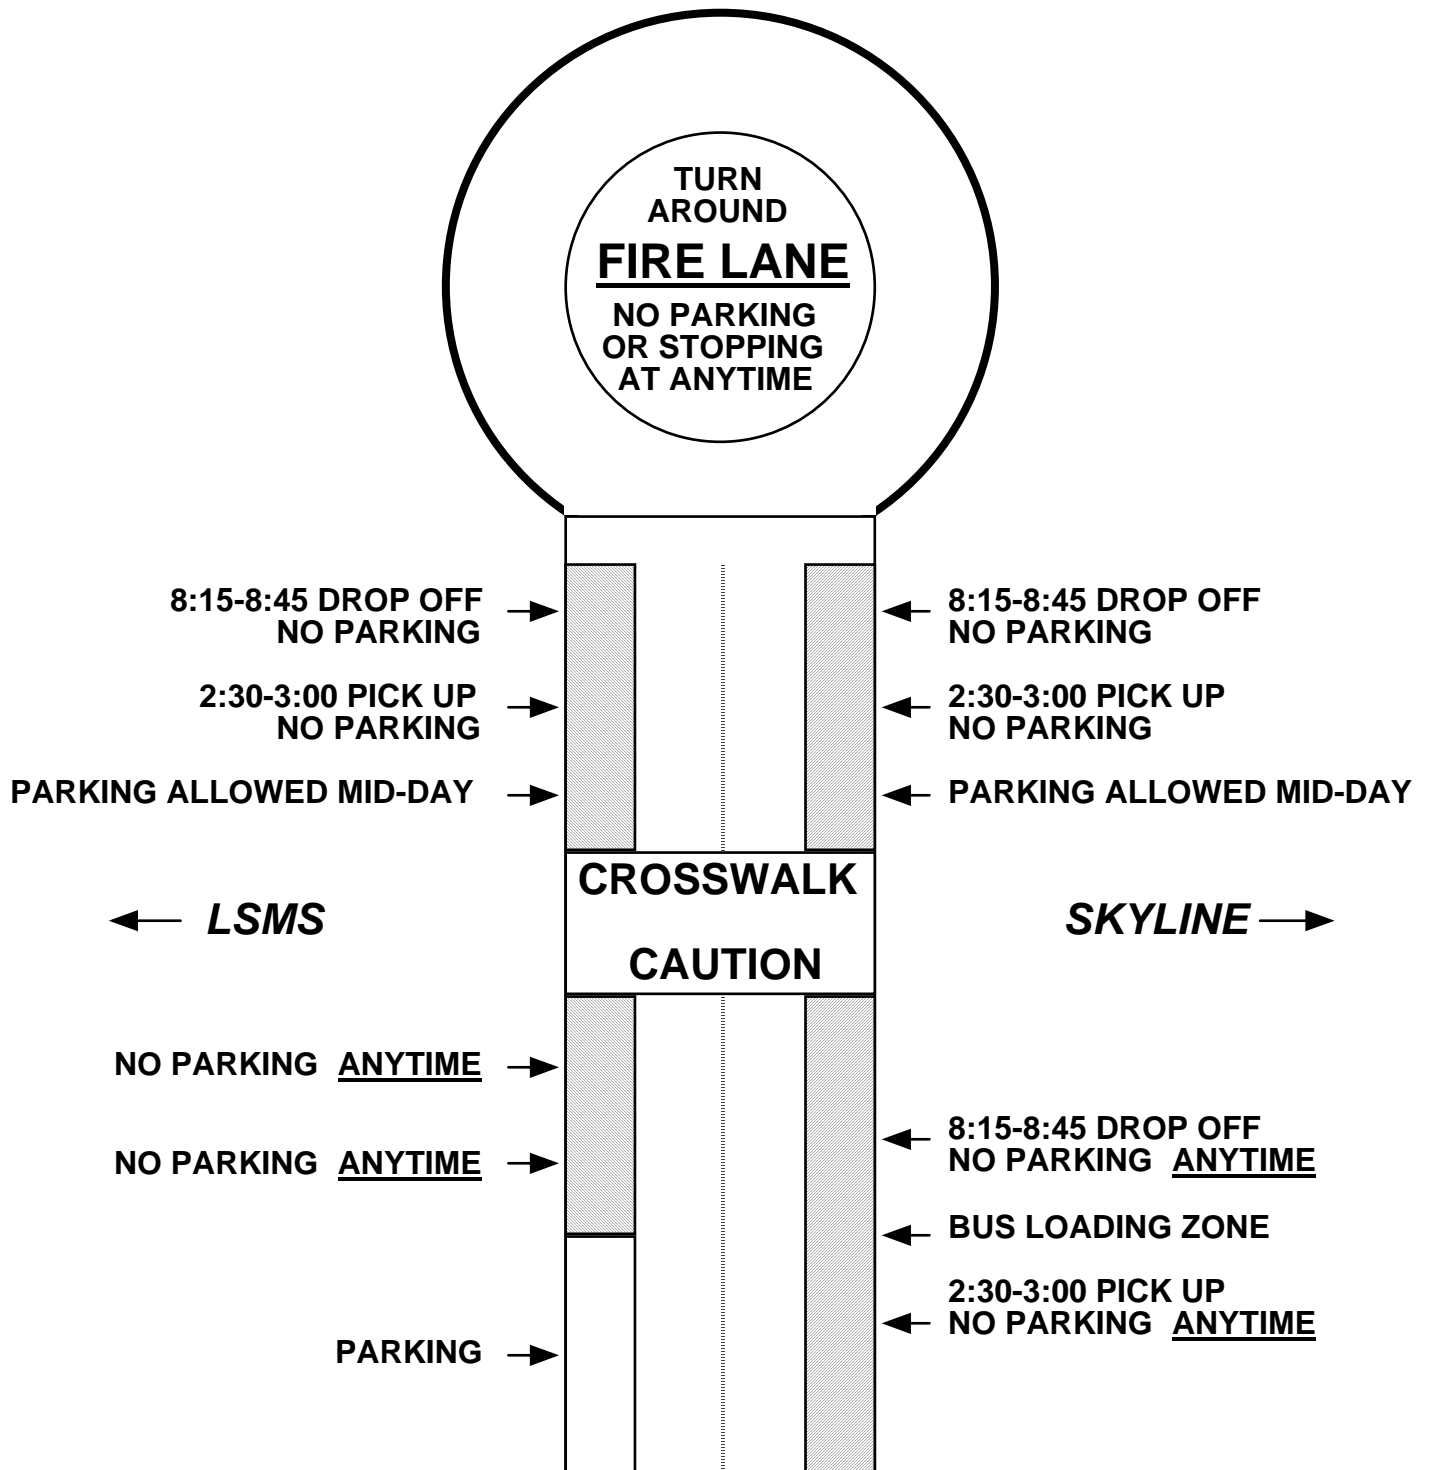 TURN
AROUND
FIRE LANE
NO PARKING
OR STOPPING
AT ANYTIME
8:15-8:45 DROP OFF
NO PARKING
2:30-3:00 PICK UP
NO PARKING
PARKING ALLOWED MID-DAY
8:15-8:45 DROP OFF
NO PARKING
2:30-3:00 PICK UP
NO PARKING
PARKING ALLOWED MID-DAY
CROSSWALK
CAUTION
LSMS
SKYLINE
NO PARKING ANYTIME
NO PARKING ANYTIME
PARKING
8:15-8:45 DROP OFF
NO PARKING ANYTIME
BUS LOADING ZONE
2:30-3:00 PICK UP
NO PARKING ANYTIME